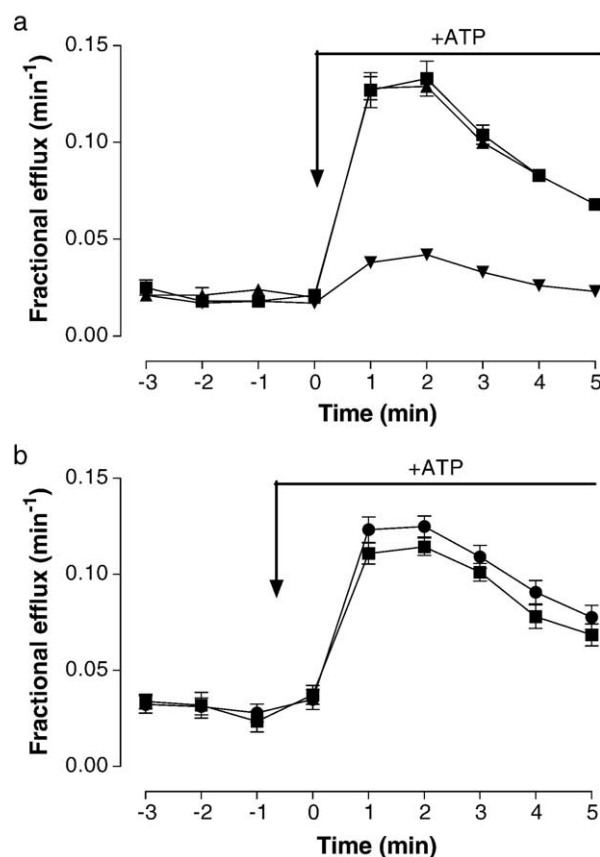 a
+ATP
Fractional efflux (min⁻¹)
0.15
0.10
0.05
0.00
-3 -2 -1 0 1 2 3 4 5
Time (min)
b
+ATP
Fractional efflux (min⁻¹)
0.15
0.10
0.05
0.00
-3 -2 -1 0 1 2 3 4 5
Time (min)